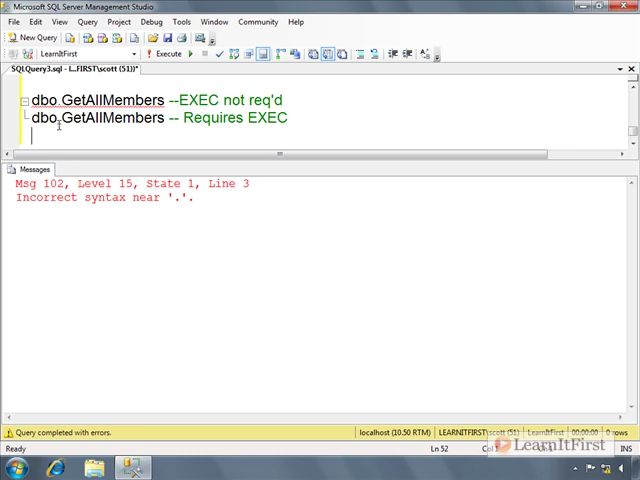 Microsoft SQL Server Management Studio
File Edit View Query Project Debug Tools Window Community Help
New Query
LearnItFirst Execute
SQLQuery3.sql - l...FIRST\scott (51))*
dbo.GetAllMembers --EXEC not req'd
dbo.GetAllMembers -- Requires EXEC
Messages
Msg 102, Level 15, State 1, Line 3
Incorrect syntax near '.'.
Query completed with errors. localhost (10.50 RTM) LEARNITFIRST\scott (51) LearnItFirst 00:00:00 0 rows
LearnItFirst
Ready Ln 52 INS